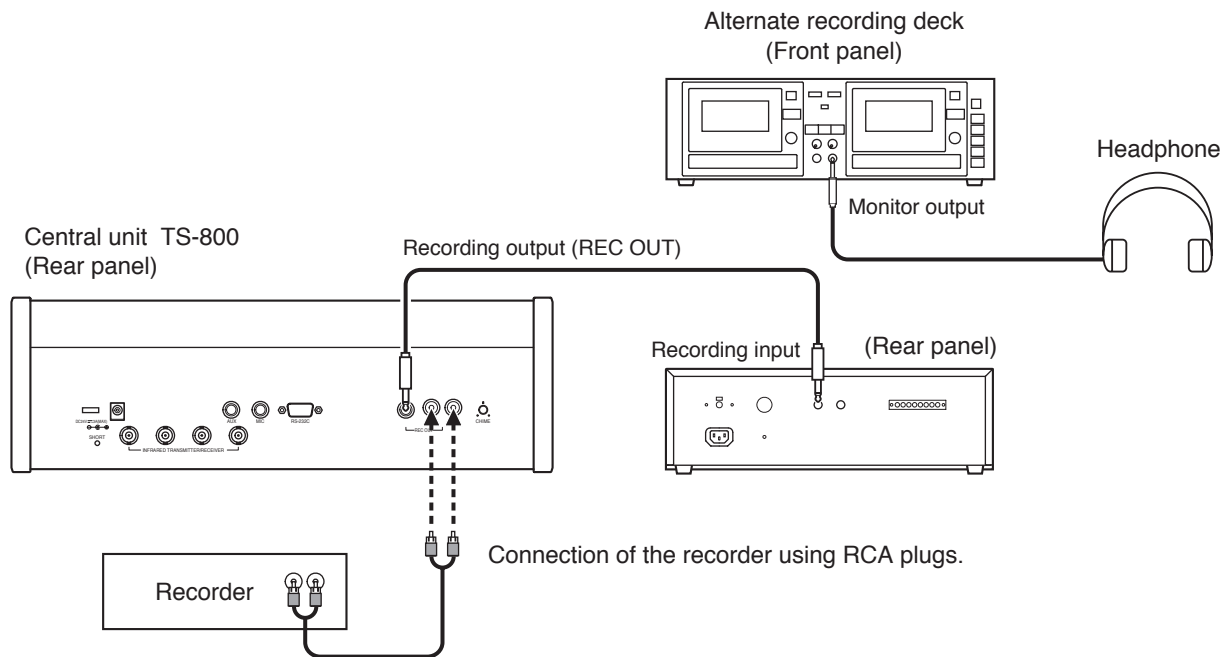 Alternate recording deck
(Front panel)
Headphone
Monitor output
Central unit TS-800
(Rear panel)
Recording output (REC OUT)
Recording input
(Rear panel)
AUX
MIC
RS-232C
CHIME
REC OUT
SHORT
INFRARED TRANSMITTER/RECEIVER
Connection of the recorder using RCA plugs.
Recorder